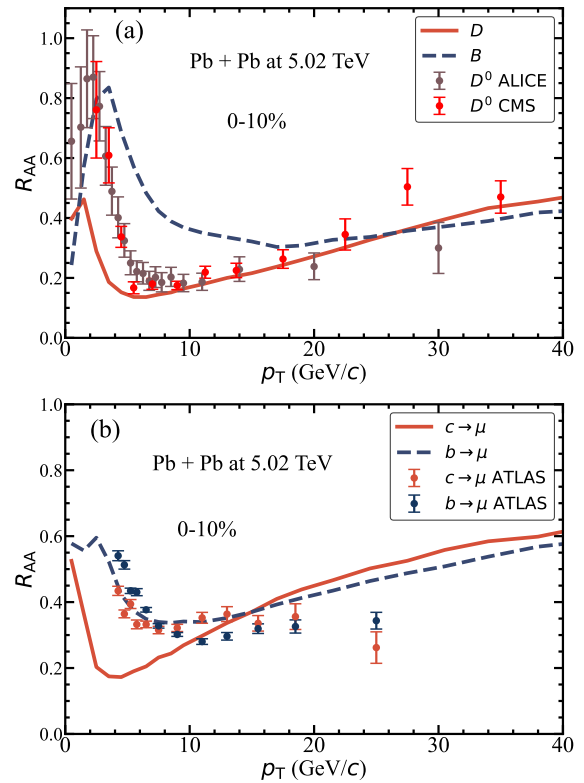 (a)
Pb + Pb at 5.02 TeV
0-10%
D
B
D⁰ ALICE
D⁰ CMS
R_AA
1.0
0.8
0.6
0.4
0.2
0.0
0 10 20 30 40
p_T (GeV/c)
(b)
Pb + Pb at 5.02 TeV
0-10%
c→μ
b→μ
c→μ ATLAS
b→μ ATLAS
R_AA
1.0
0.8
0.6
0.4
0.2
0.0
0 10 20 30 40
p_T (GeV/c)